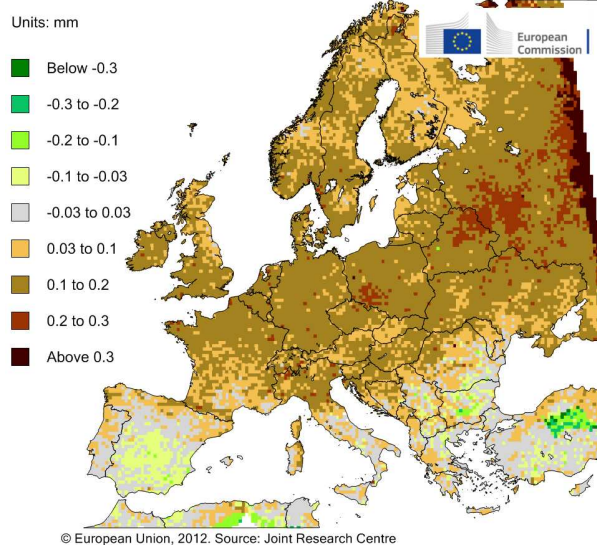 Units: mm
European
Commission
Below -0.3
-0.3 to -0.2
-0.2 to -0.1
-0.1 to -0.03
-0.03 to 0.03
0.03 to 0.1
0.1 to 0.2
0.2 to 0.3
Above 0.3
© European Union, 2012. Source: Joint Research Centre